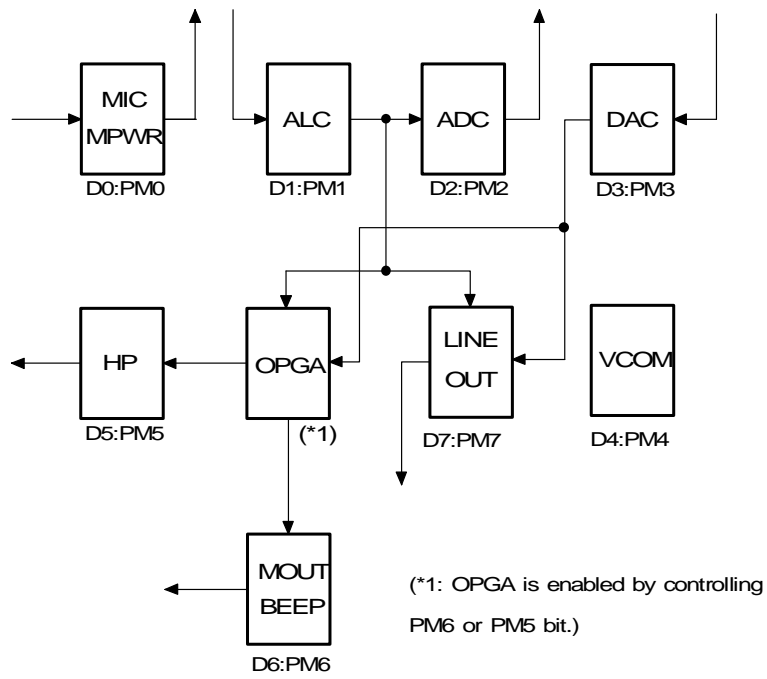 MIC
MPWR
D0:PM0
ALC
D1:PM1
ADC
D2:PM2
DAC
D3:PM3
HP
D5:PM5
OPGA
(*1)
LINE
OUT
D7:PM7
VCOM
D4:PM4
MOUT
BEEP
D6:PM6
(*1: OPGA is enabled by controlling
PM6 or PM5 bit.)